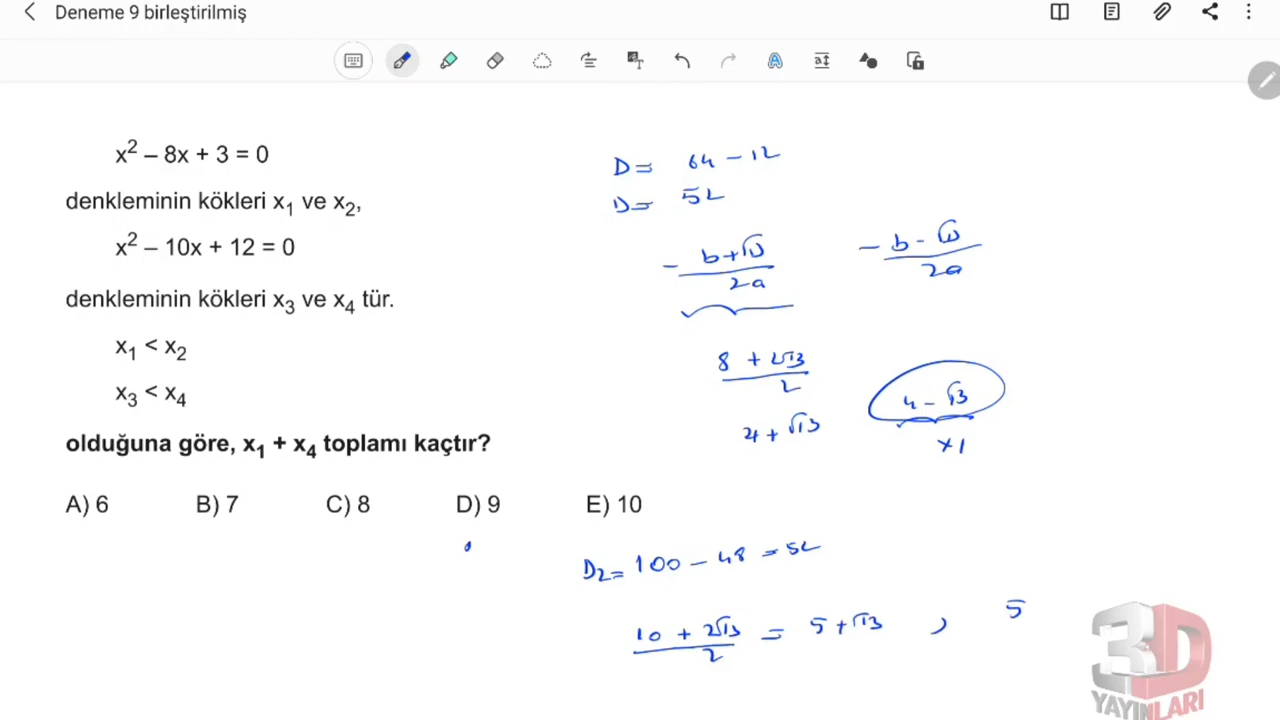 Deneme 9 birleştirilmiş
x² – 8x + 3 = 0
denkleminin kökleri x₁ ve x₂,
x² – 10x + 12 = 0
denkleminin kökleri x₃ ve x₄ tür.
x₁ < x₂
x₃ < x₄
olduğuna göre, x₁ + x₄ toplamı kaçtır?
A) 6 B) 7 C) 8 D) 9 E) 10
D = 64 – 12
D = 52
– b + √D / 2a
– b – √D / 2a
8 + 2√13 / 2
4 + √13
4 – √13
x1
D2 = 100 – 48 = 52
10 + 2√13 / 2 = 5 + √13 , 5
3D
YAYINLARI